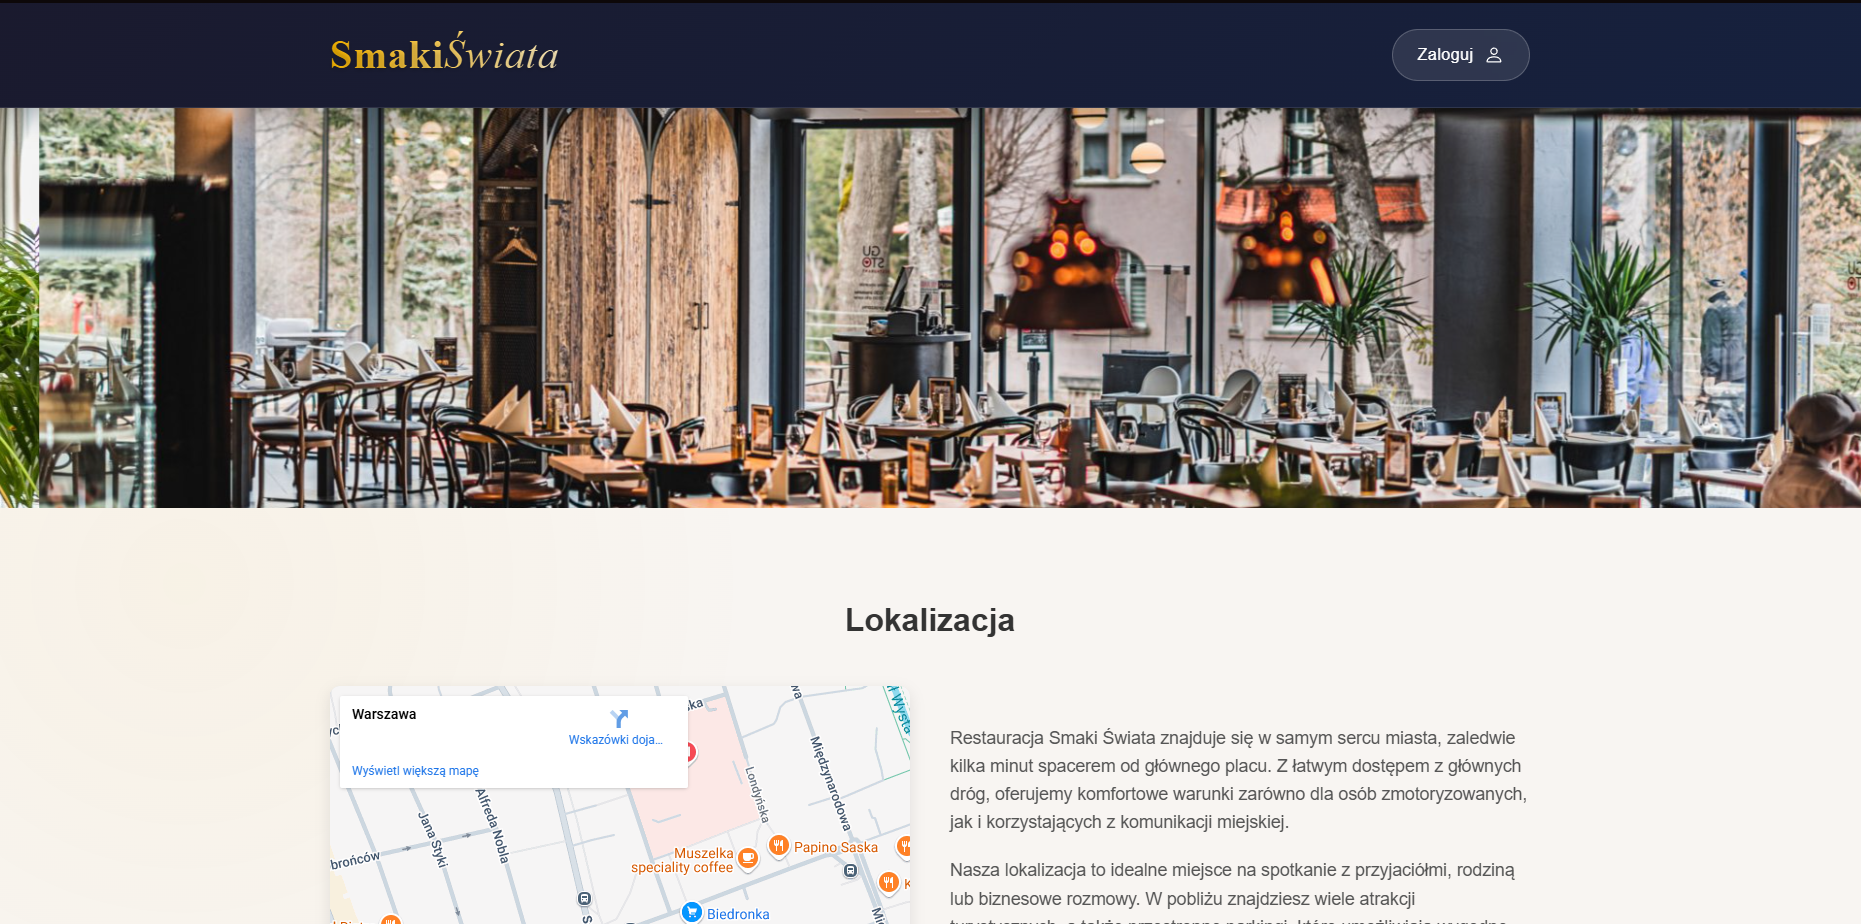 SmakiŚwiata
Zaloguj
GU
STO
Lokalizacja
Warszawa
Wskazówki doja...
Wyświetl większą mapę
Londyńska
Międzynarodowa
Alfreda Nobla
Jana Styki
brońców
Muszelka
speciality coffee
Papino Saska
K
Biedronka
Restauracja Smaki Świata znajduje się w samym sercu miasta, zaledwie
kilka minut spacerem od głównego placu. Z łatwym dostępem z głównych
dróg, oferujemy komfortowe warunki zarówno dla osób zmotoryzowanych,
jak i korzystających z komunikacji miejskiej.
Nasza lokalizacja to idealne miejsce na spotkanie z przyjaciółmi, rodziną
lub biznesowe rozmowy. W pobliżu znajdziesz wiele atrakcji